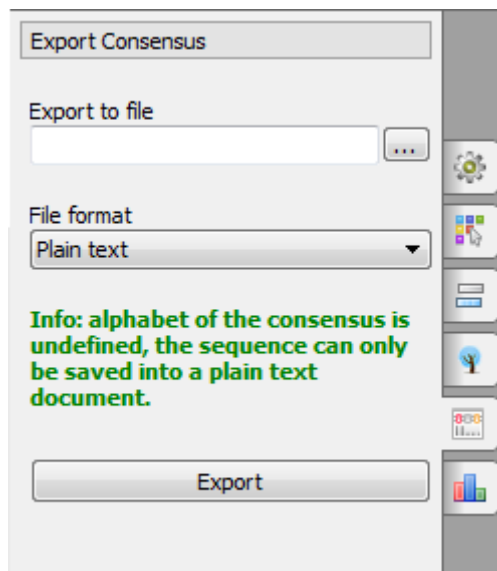 Export Consensus
Export to file
...
File format
Plain text
Info: alphabet of the consensus is
undefined, the sequence can only
be saved into a plain text
document.
Export